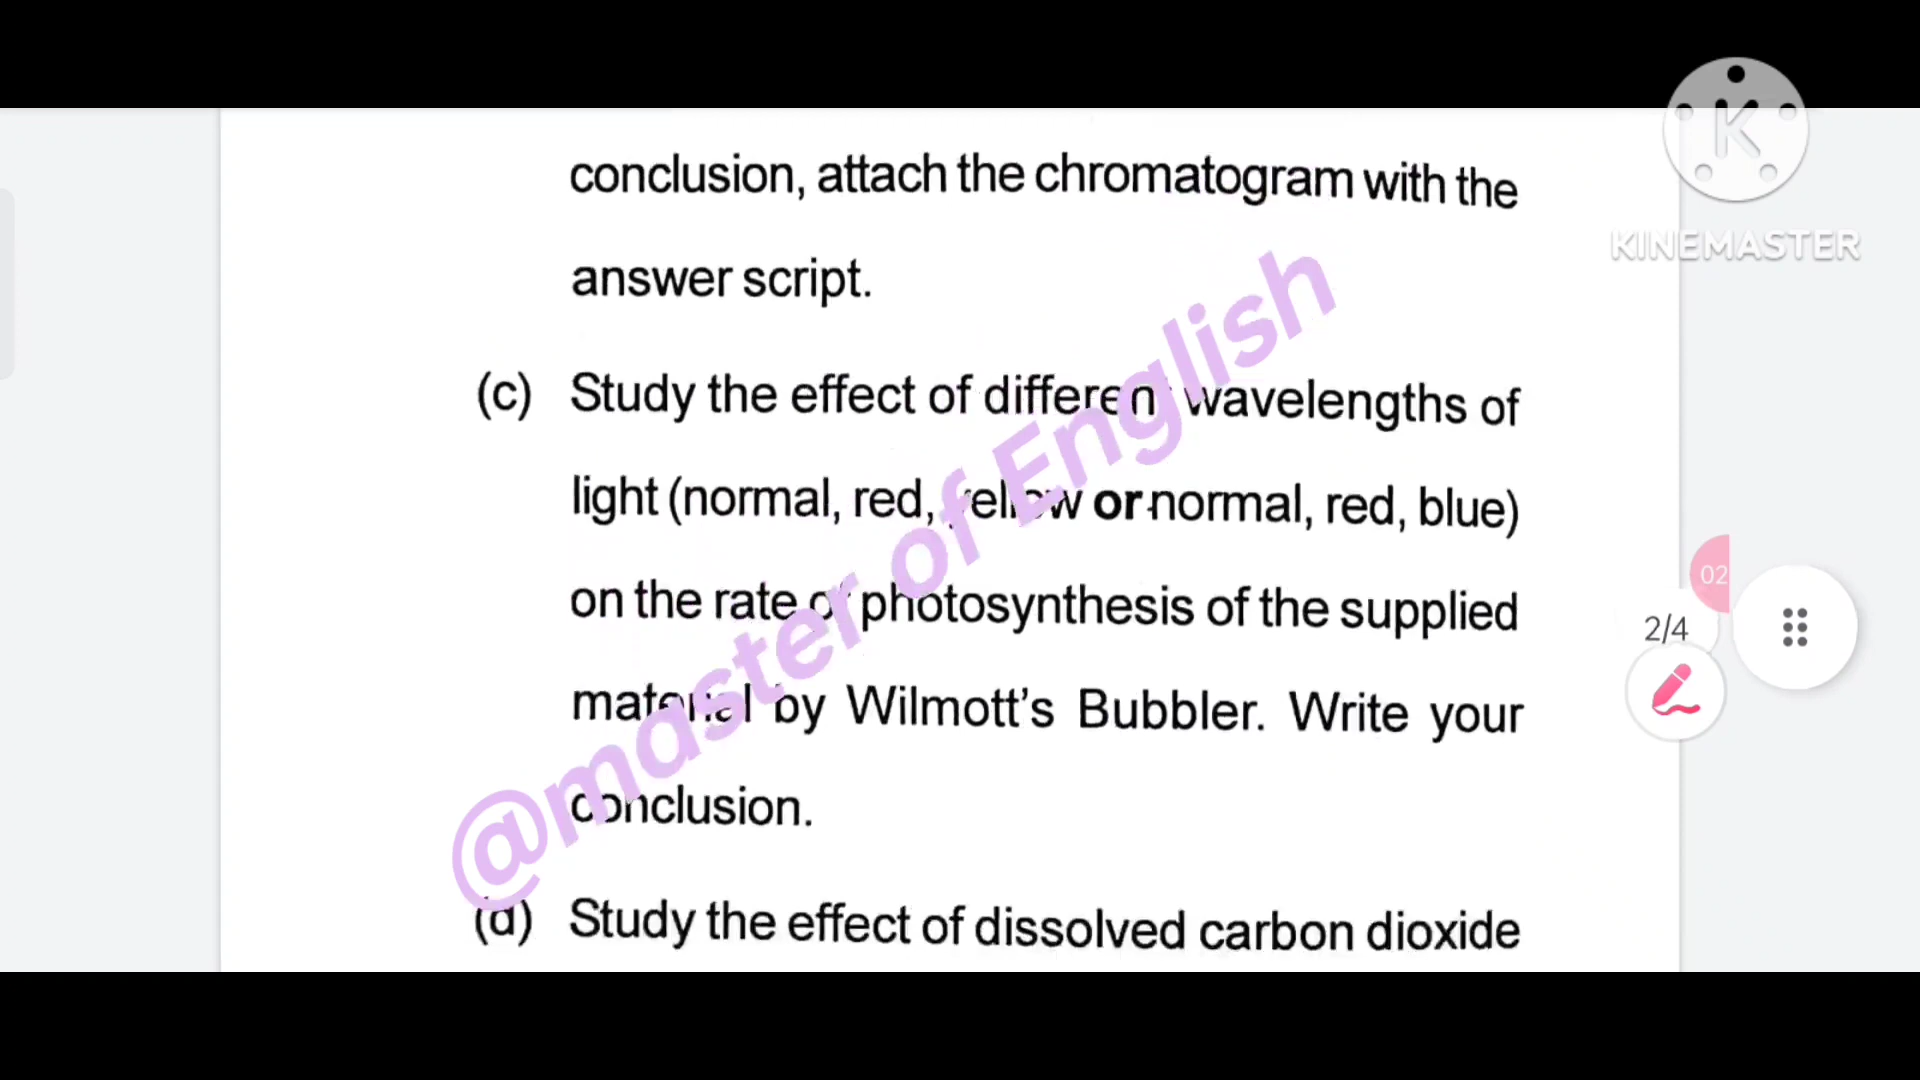 conclusion, attach the chromatogram with the
answer script.
(c) Study the effect of different wavelengths of
light (normal, red, yellow or normal, red, blue)
on the rate of photosynthesis of the supplied
material by Wilmott's Bubbler. Write your
conclusion.
(d) Study the effect of dissolved carbon dioxide
@master of English
K
KINEMASTER
02
2/4